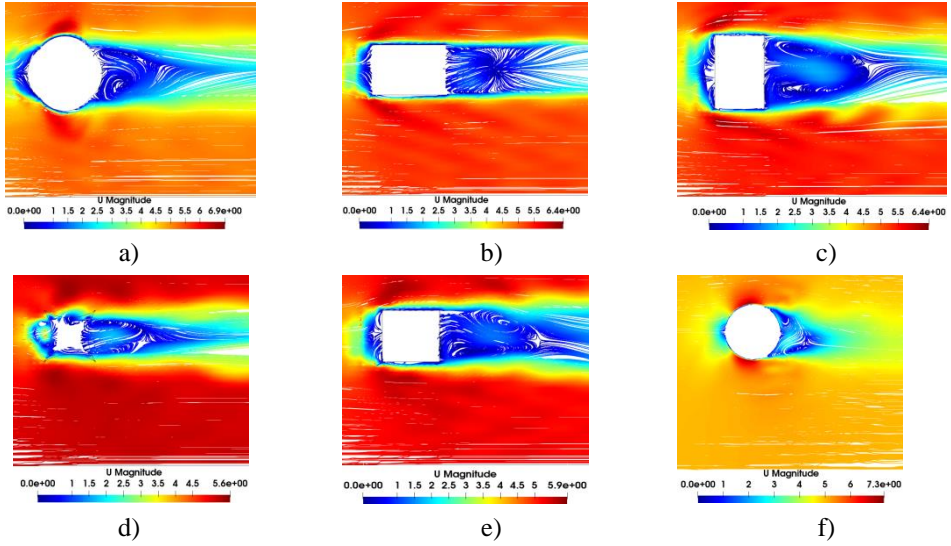 U Magnitude
0.0e+00 1 1.5 2 2.5 3 3.5 4 4.5 5 5.5 6.9e+00
a)
U Magnitude
0.0e+00 1 1.5 2 2.5 3 3.5 4 4.5 5 5.5 6.4e+00
b)
U Magnitude
0.0e+00 1 1.5 2 2.5 3 3.5 4 4.5 5 5.5 6.4e+00
c)
U Magnitude
0.0e+00 1 1.5 2 2.5 3 3.5 4 4.5 5.6e+00
d)
U Magnitude
0.0e+00 1 1.5 2 2.5 3 3.5 4 4.5 5.9e+00
e)
U Magnitude
0.0e+00 1 2 3 4 5 6 7.3e+00
f)